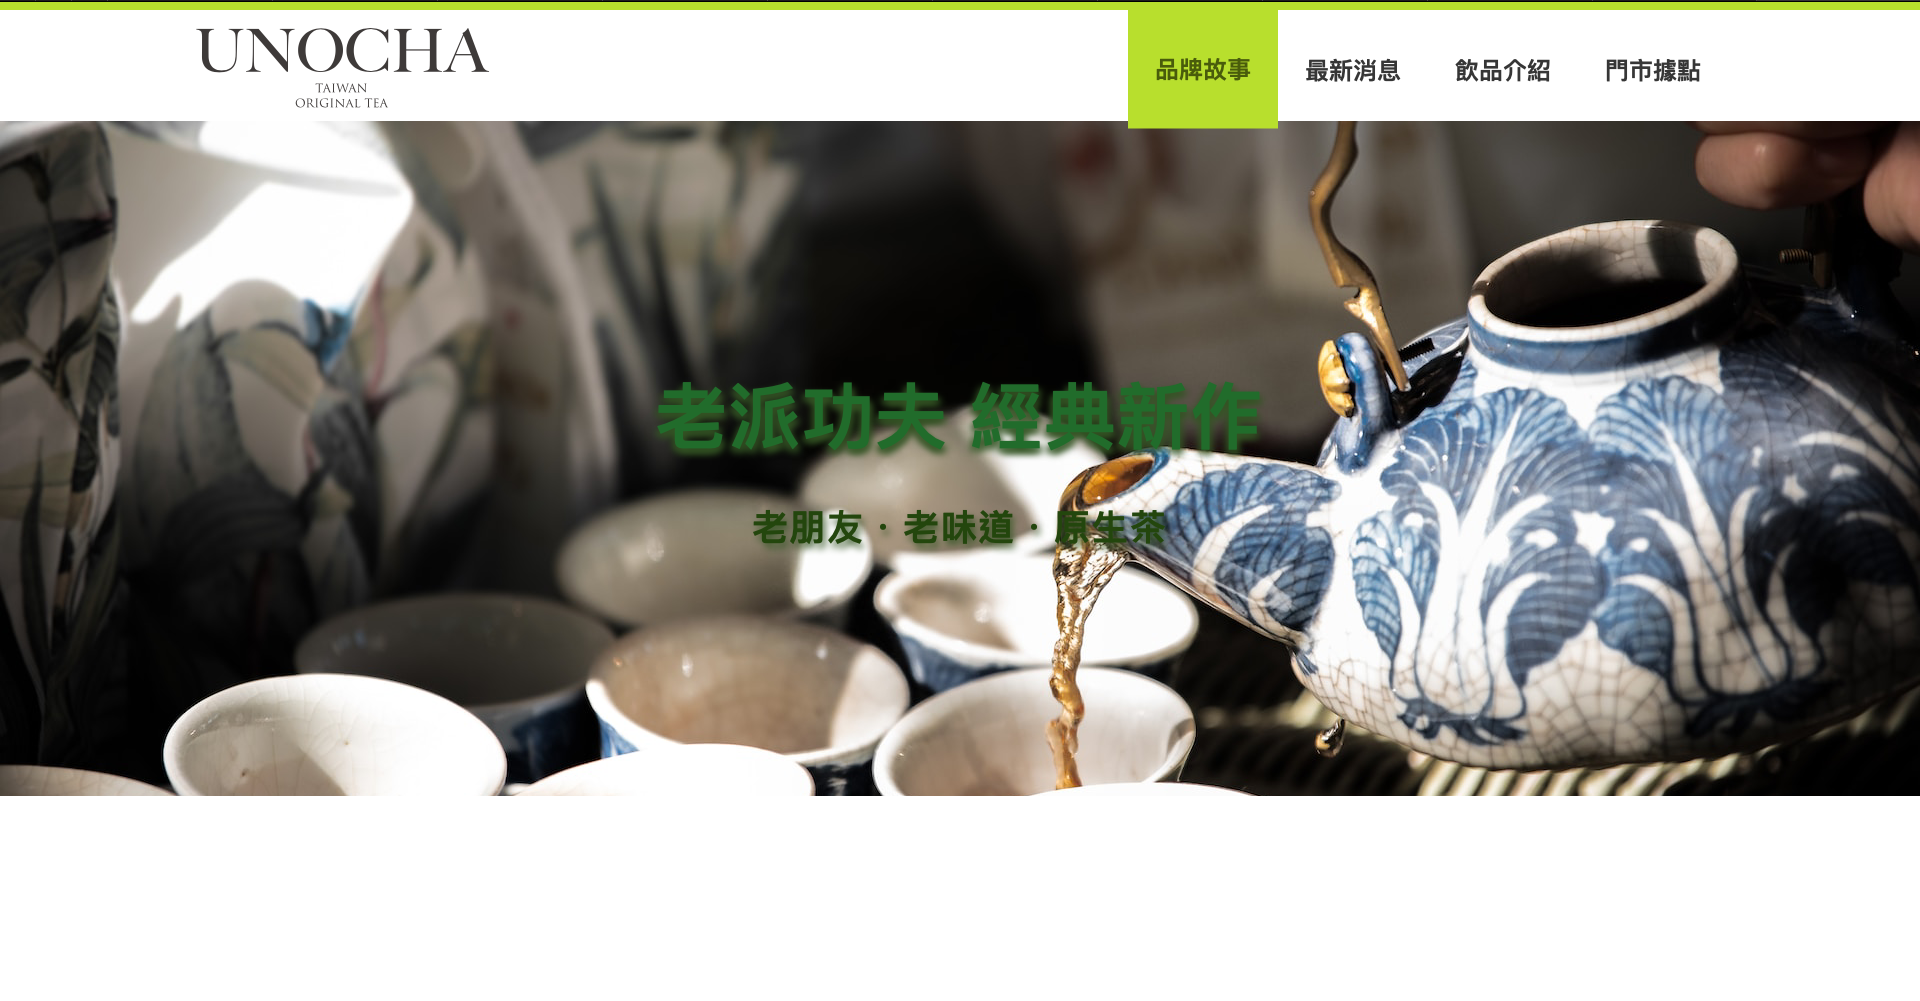 UNOCHA
TAIWAN
ORIGINAL TEA
品牌故事 最新消息 飲品介紹 門市據點
老派功夫 經典新作
老朋友・老味道・原生茶